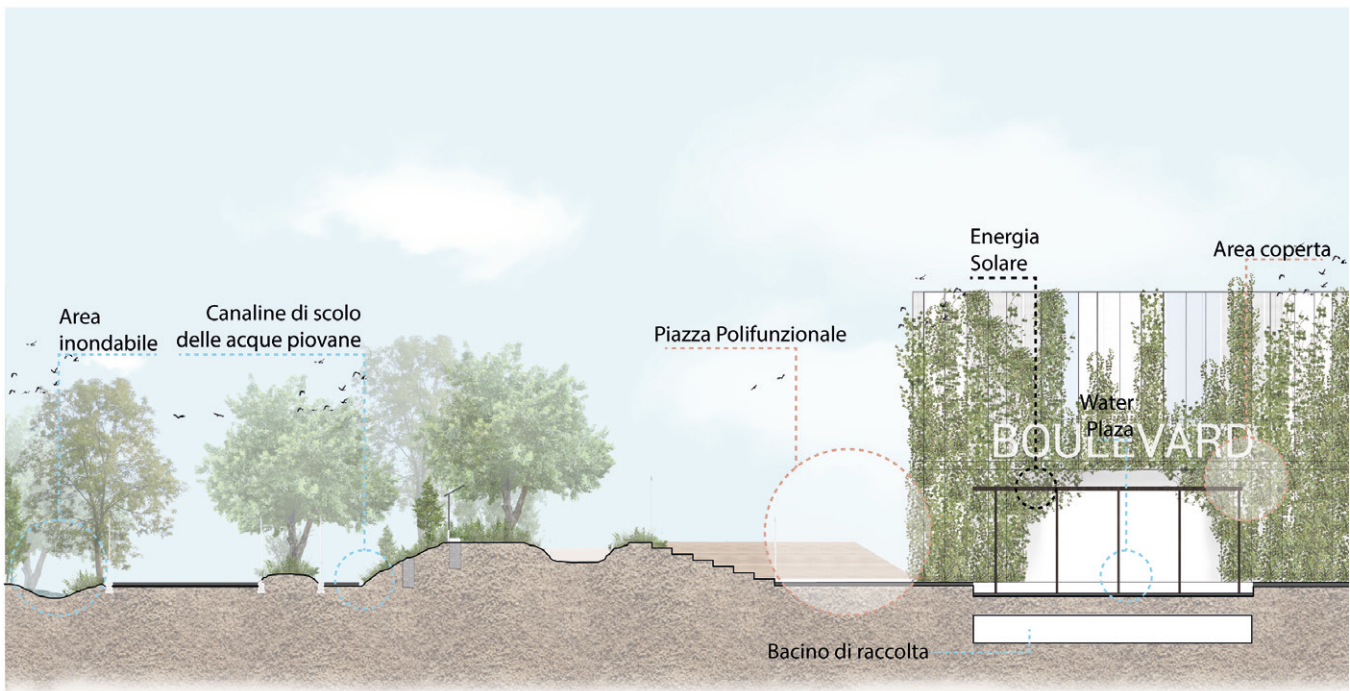 Energia
Solare
Area coperta
Area
inondabile
Canaline di scolo
delle acque piovane
Piazza Polifunzionale
Water
Plaza
BOULEVARD
Bacino di raccolta